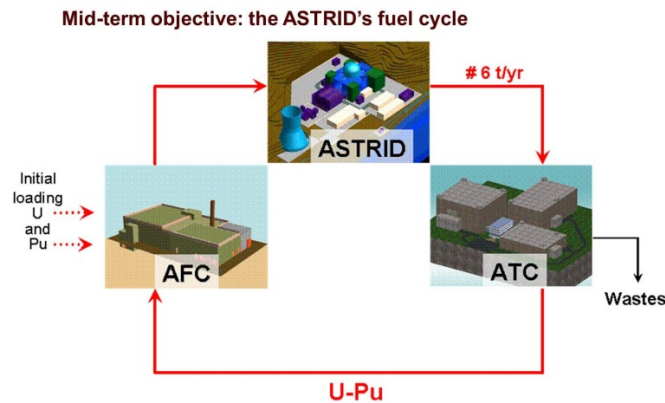 Mid-term objective: the ASTRID's fuel cycle
# 6 t/yr
ASTRID
Initial
loading
U
and
Pu
AFC
ATC
Wastes
U-Pu